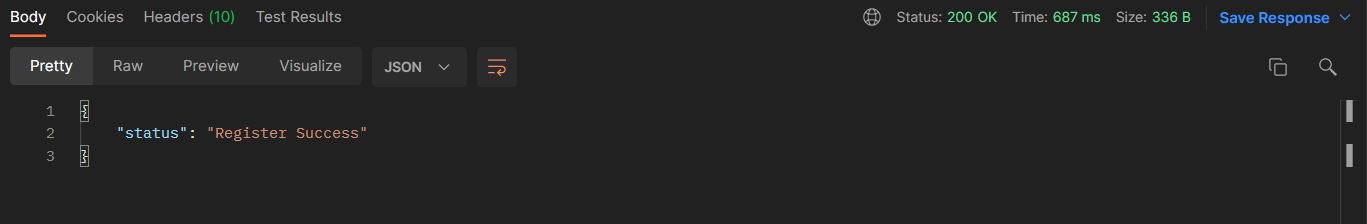 Body Cookies Headers (10) Test Results Status: 200 OK Time: 687 ms Size: 336 B Save Response
Pretty Raw Preview Visualize JSON
1 {
2 "status": "Register Success"
3 }